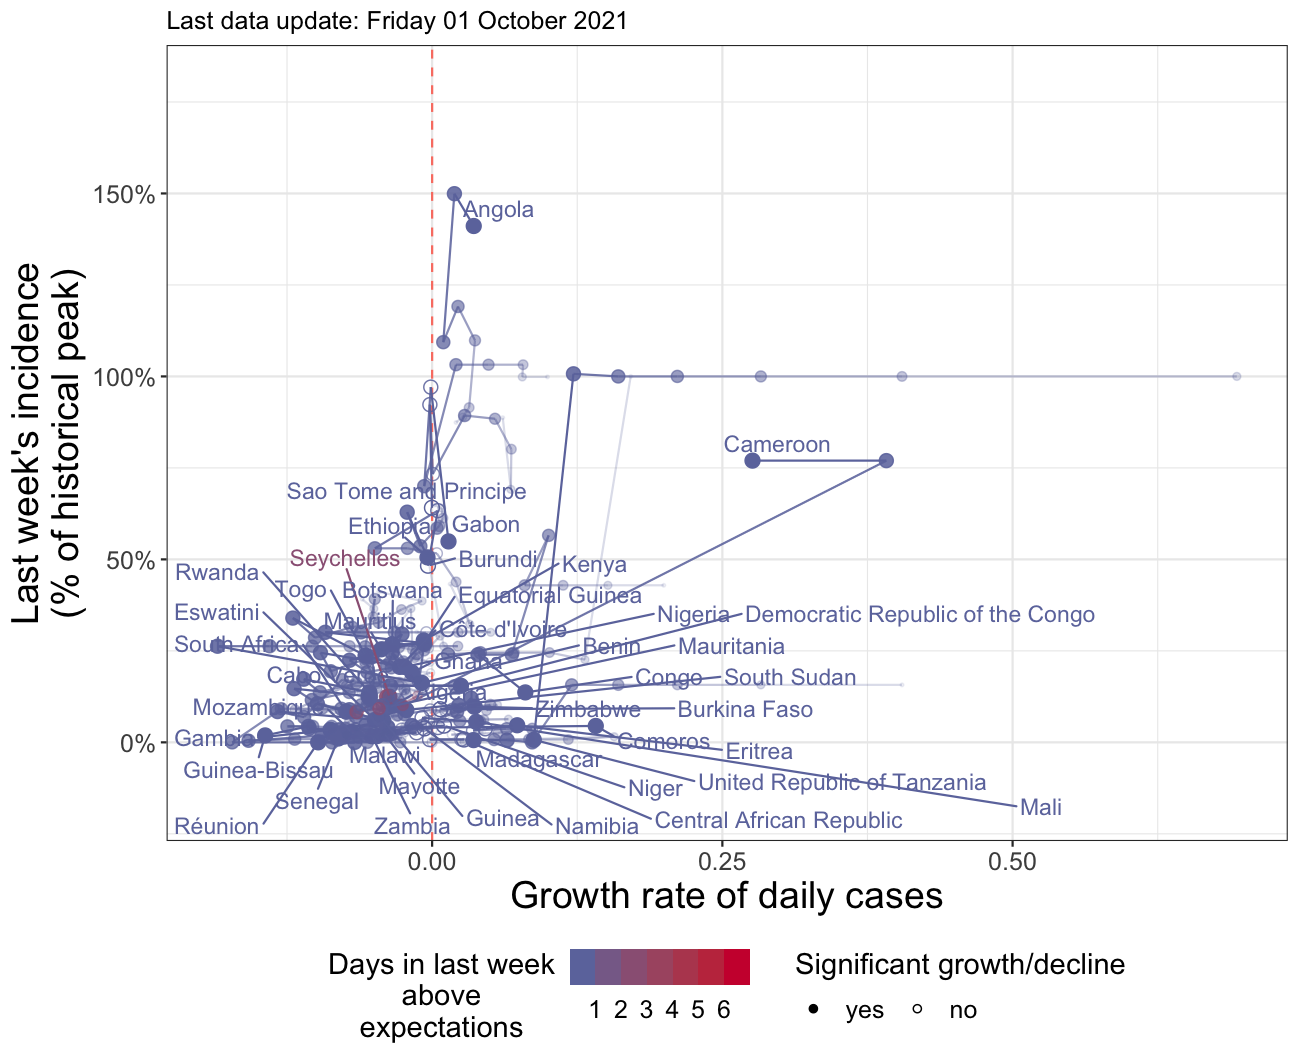 Last data update: Friday 01 October 2021
Last week's incidence
(% of historical peak)
150%
100%
50%
0%
Angola
Cameroon
Sao Tome and Principe
Ethiopia
Gabon
Seychelles
Burundi
Kenya
Rwanda
Togo
Botswana
Equatorial Guinea
Eswatini
Mauritius
Côte d'Ivoire
Nigeria
Democratic Republic of the Congo
South Africa
Ghana
Benin
Mauritania
Cabo Verde
Algeria
Congo
South Sudan
Mozambique
Zimbabwe
Burkina Faso
Gambia
Comoros
Eritrea
Malawi
Madagascar
Guinea-Bissau
Mayotte
Niger
United Republic of Tanzania
Senegal
Mali
Réunion
Zambia
Guinea
Namibia
Central African Republic
0.00
0.25
0.50
Growth rate of daily cases
Days in last week
above
expectations
1 2 3 4 5 6
Significant growth/decline
yes
no